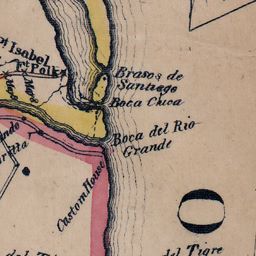 Pt Isabel
Ft Polk
Brasos de
Santiago
Boca Chica
Boca del Rio
Grande
Custom House
O
del Tigre